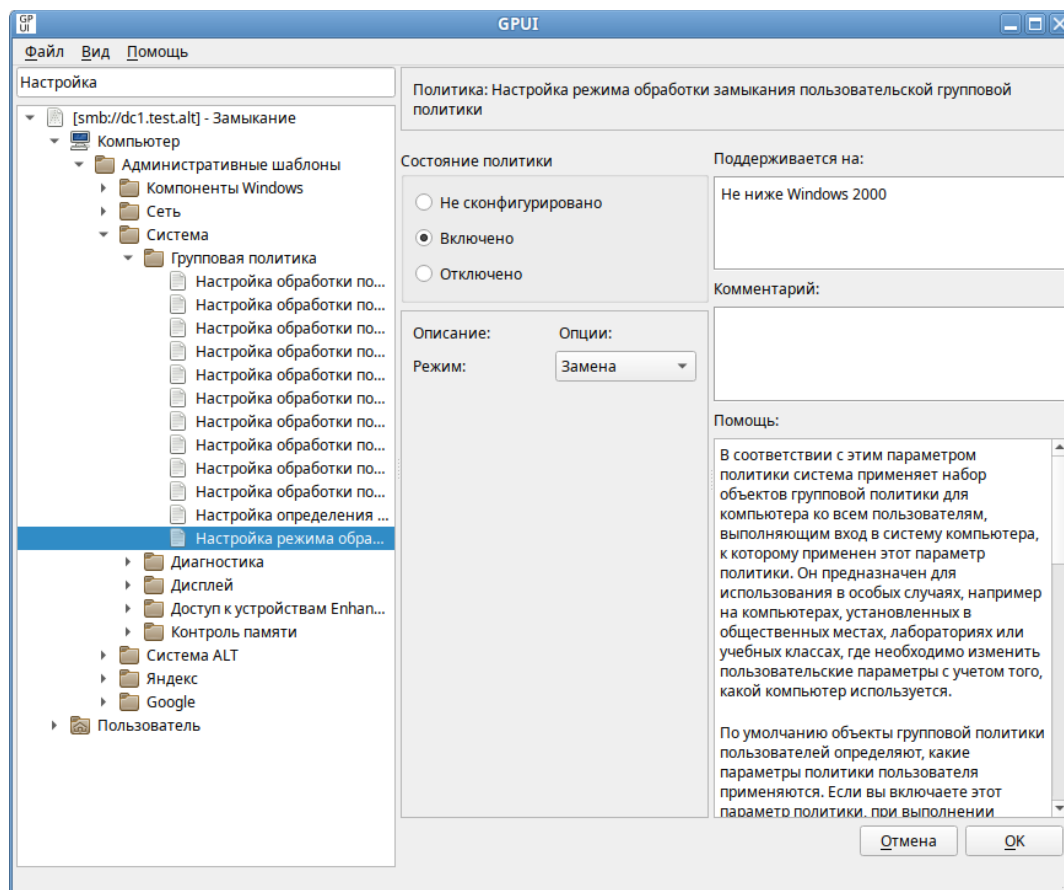 GPUI
GPUI
Файл Вид Помощь
Настройка
[smb://dc1.test.alt] - Замыкание
Компьютер
Административные шаблоны
Компоненты Windows
Сеть
Система
Групповая политика
Настройка обработки по...
Настройка обработки по...
Настройка обработки по...
Настройка обработки по...
Настройка обработки по...
Настройка обработки по...
Настройка обработки по...
Настройка обработки по...
Настройка обработки по...
Настройка обработки по...
Настройка определения ...
Настройка режима обра...
Диагностика
Дисплей
Доступ к устройствам Enhan...
Контроль памяти
Система ALT
Яндекс
Google
Пользователь
Политика: Настройка режима обработки замыкания пользовательской групповой
политики
Состояние политики
Не сконфигурировано
Включено
Отключено
Описание: Опции:
Режим: Замена
Поддерживается на:
Не ниже Windows 2000
Комментарий:
Помощь:
В соответствии с этим параметром
политики система применяет набор
объектов групповой политики для
компьютера ко всем пользователям,
выполняющим вход в систему компьютера,
к которому применен этот параметр
политики. Он предназначен для
использования в особых случаях, например
на компьютерах, установленных в
общественных местах, лабораториях или
учебных классах, где необходимо изменить
пользовательские параметры с учетом того,
какой компьютер используется.
По умолчанию объекты групповой политики
пользователей определяют, какие
параметры политики пользователя
применяются. Если вы включаете этот
параметр политики, при выполнении
Отмена OK